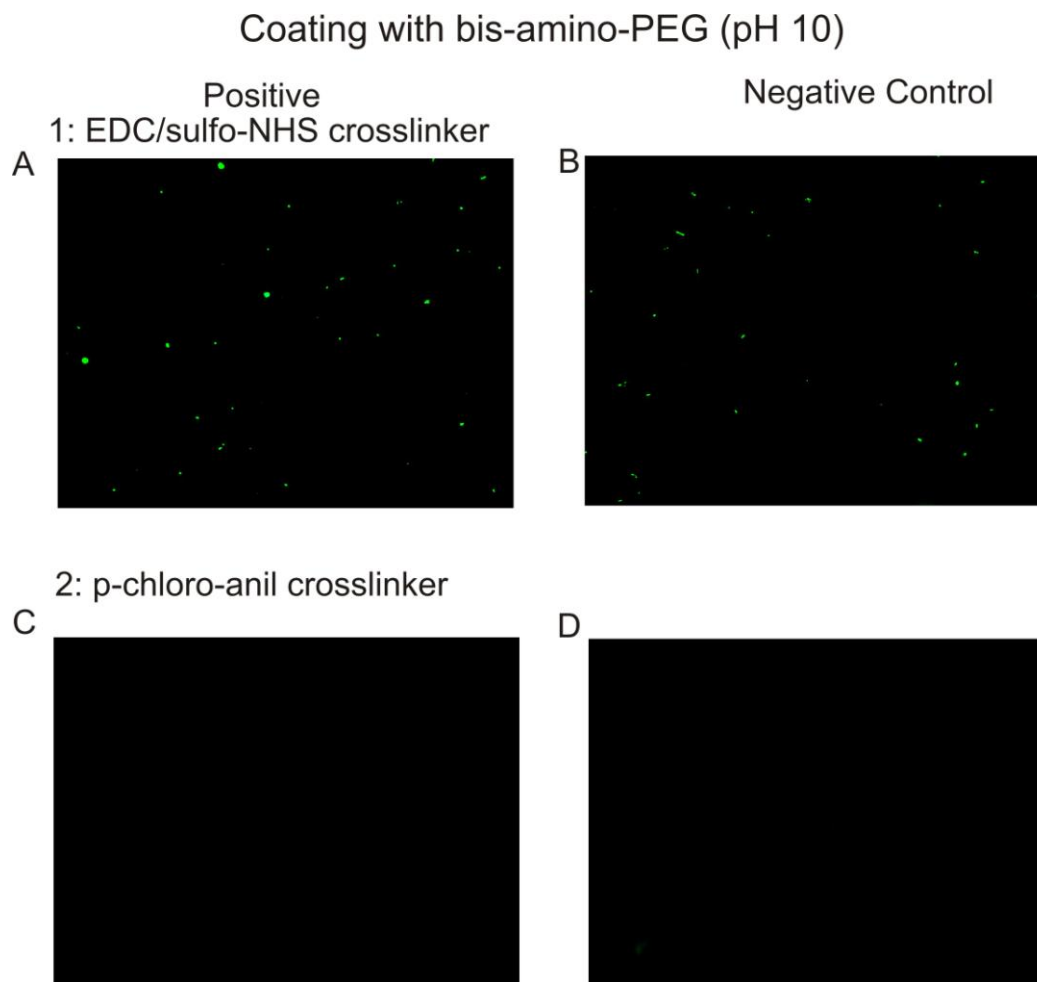 Coating with bis-amino-PEG (pH 10)
Positive
Negative Control
1: EDC/sulfo-NHS crosslinker
A
B
2: p-chloro-anil crosslinker
C
D